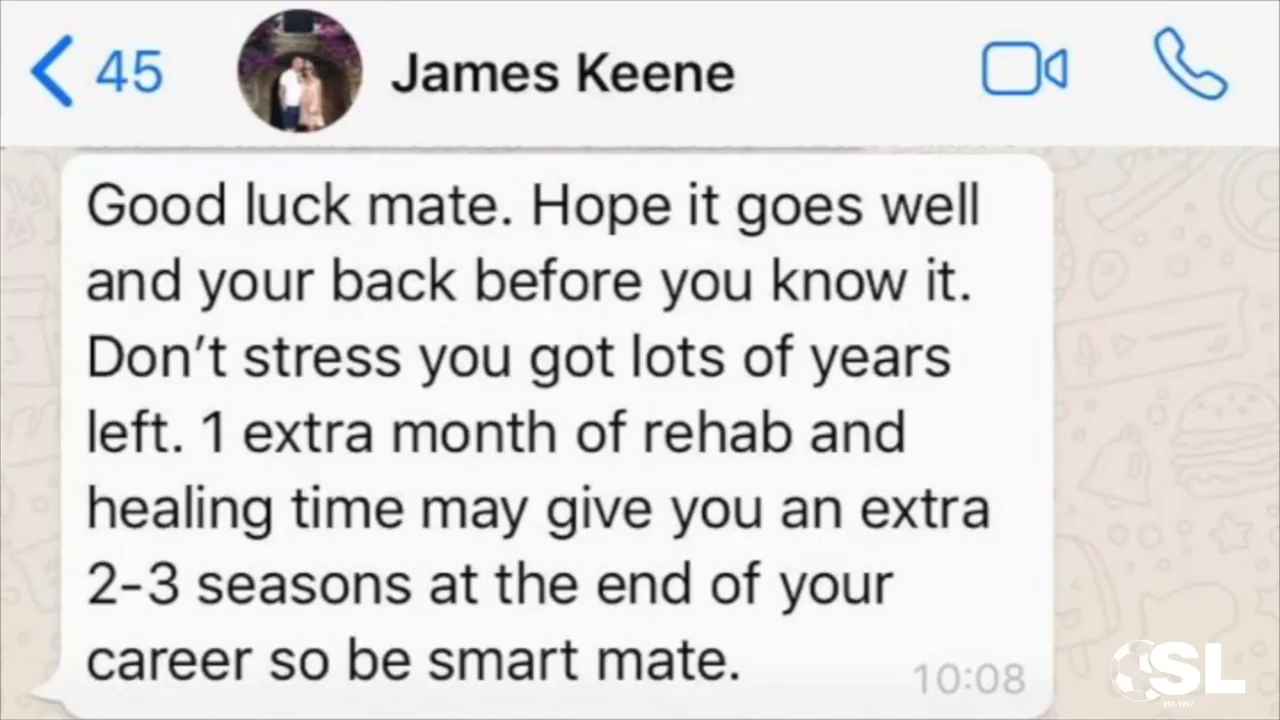 45
James Keene
Good luck mate. Hope it goes well
and your back before you know it.
Don't stress you got lots of years
left. 1 extra month of rehab and
healing time may give you an extra
2-3 seasons at the end of your
career so be smart mate.
10:08
SL
EST.1997